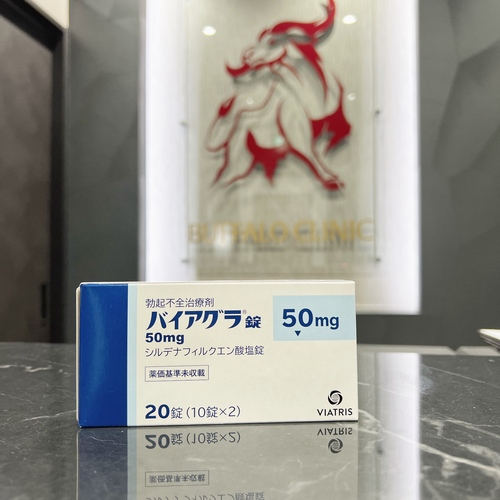 BUFFALO CLINIC
勃起不全治療剤
バイアグラ®錠
50mg
シルデナフィルクエン酸塩錠
薬価基準未収載
20錠(10錠×2)
50mg
VIATRIS